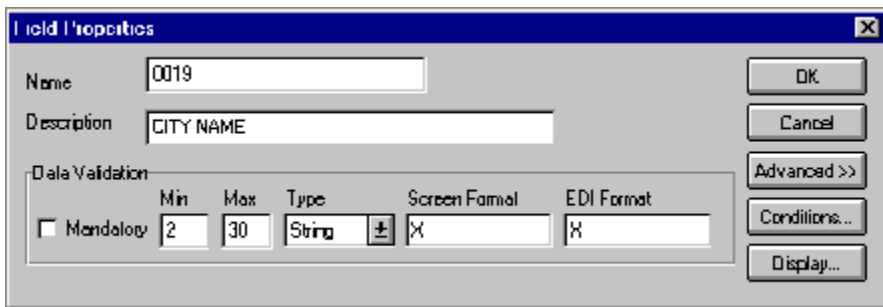 Field Properties
Name 0019 OK
Description CITY NAME Cancel
Data Validation Advanced >>
Min Max Type Screen Format EDI Format
Mandatory 2 30 String X X Conditions...
Display...